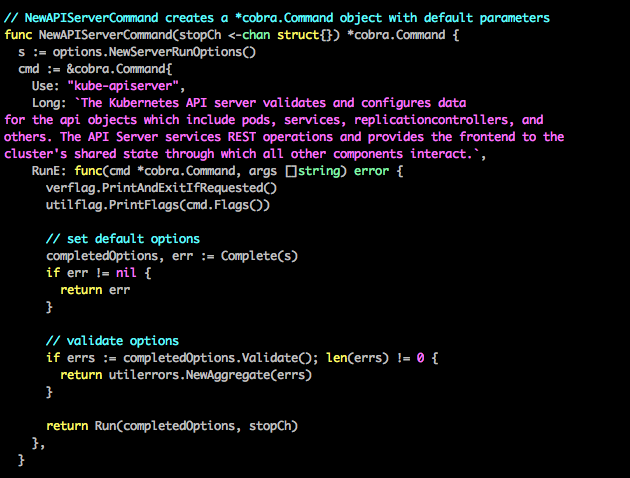 // NewAPIServerCommand creates a *cobra.Command object with default parameters
func NewAPIServerCommand(stopCh <-chan struct{}) *cobra.Command {
  s := options.NewServerRunOptions()
  cmd := &cobra.Command{
    Use: "kube-apiserver",
    Long: `The Kubernetes API server validates and configures data
for the api objects which include pods, services, replicationcontrollers, and
others. The API Server services REST operations and provides the frontend to the
cluster's shared state through which all other components interact.`,
    RunE: func(cmd *cobra.Command, args []string) error {
      verflag.PrintAndExitIfRequested()
      utilflag.PrintFlags(cmd.Flags())

      // set default options
      completedOptions, err := Complete(s)
      if err != nil {
        return err
      }

      // validate options
      if errs := completedOptions.Validate(); len(errs) != 0 {
        return utilerrors.NewAggregate(errs)
      }

      return Run(completedOptions, stopCh)
    },
  }